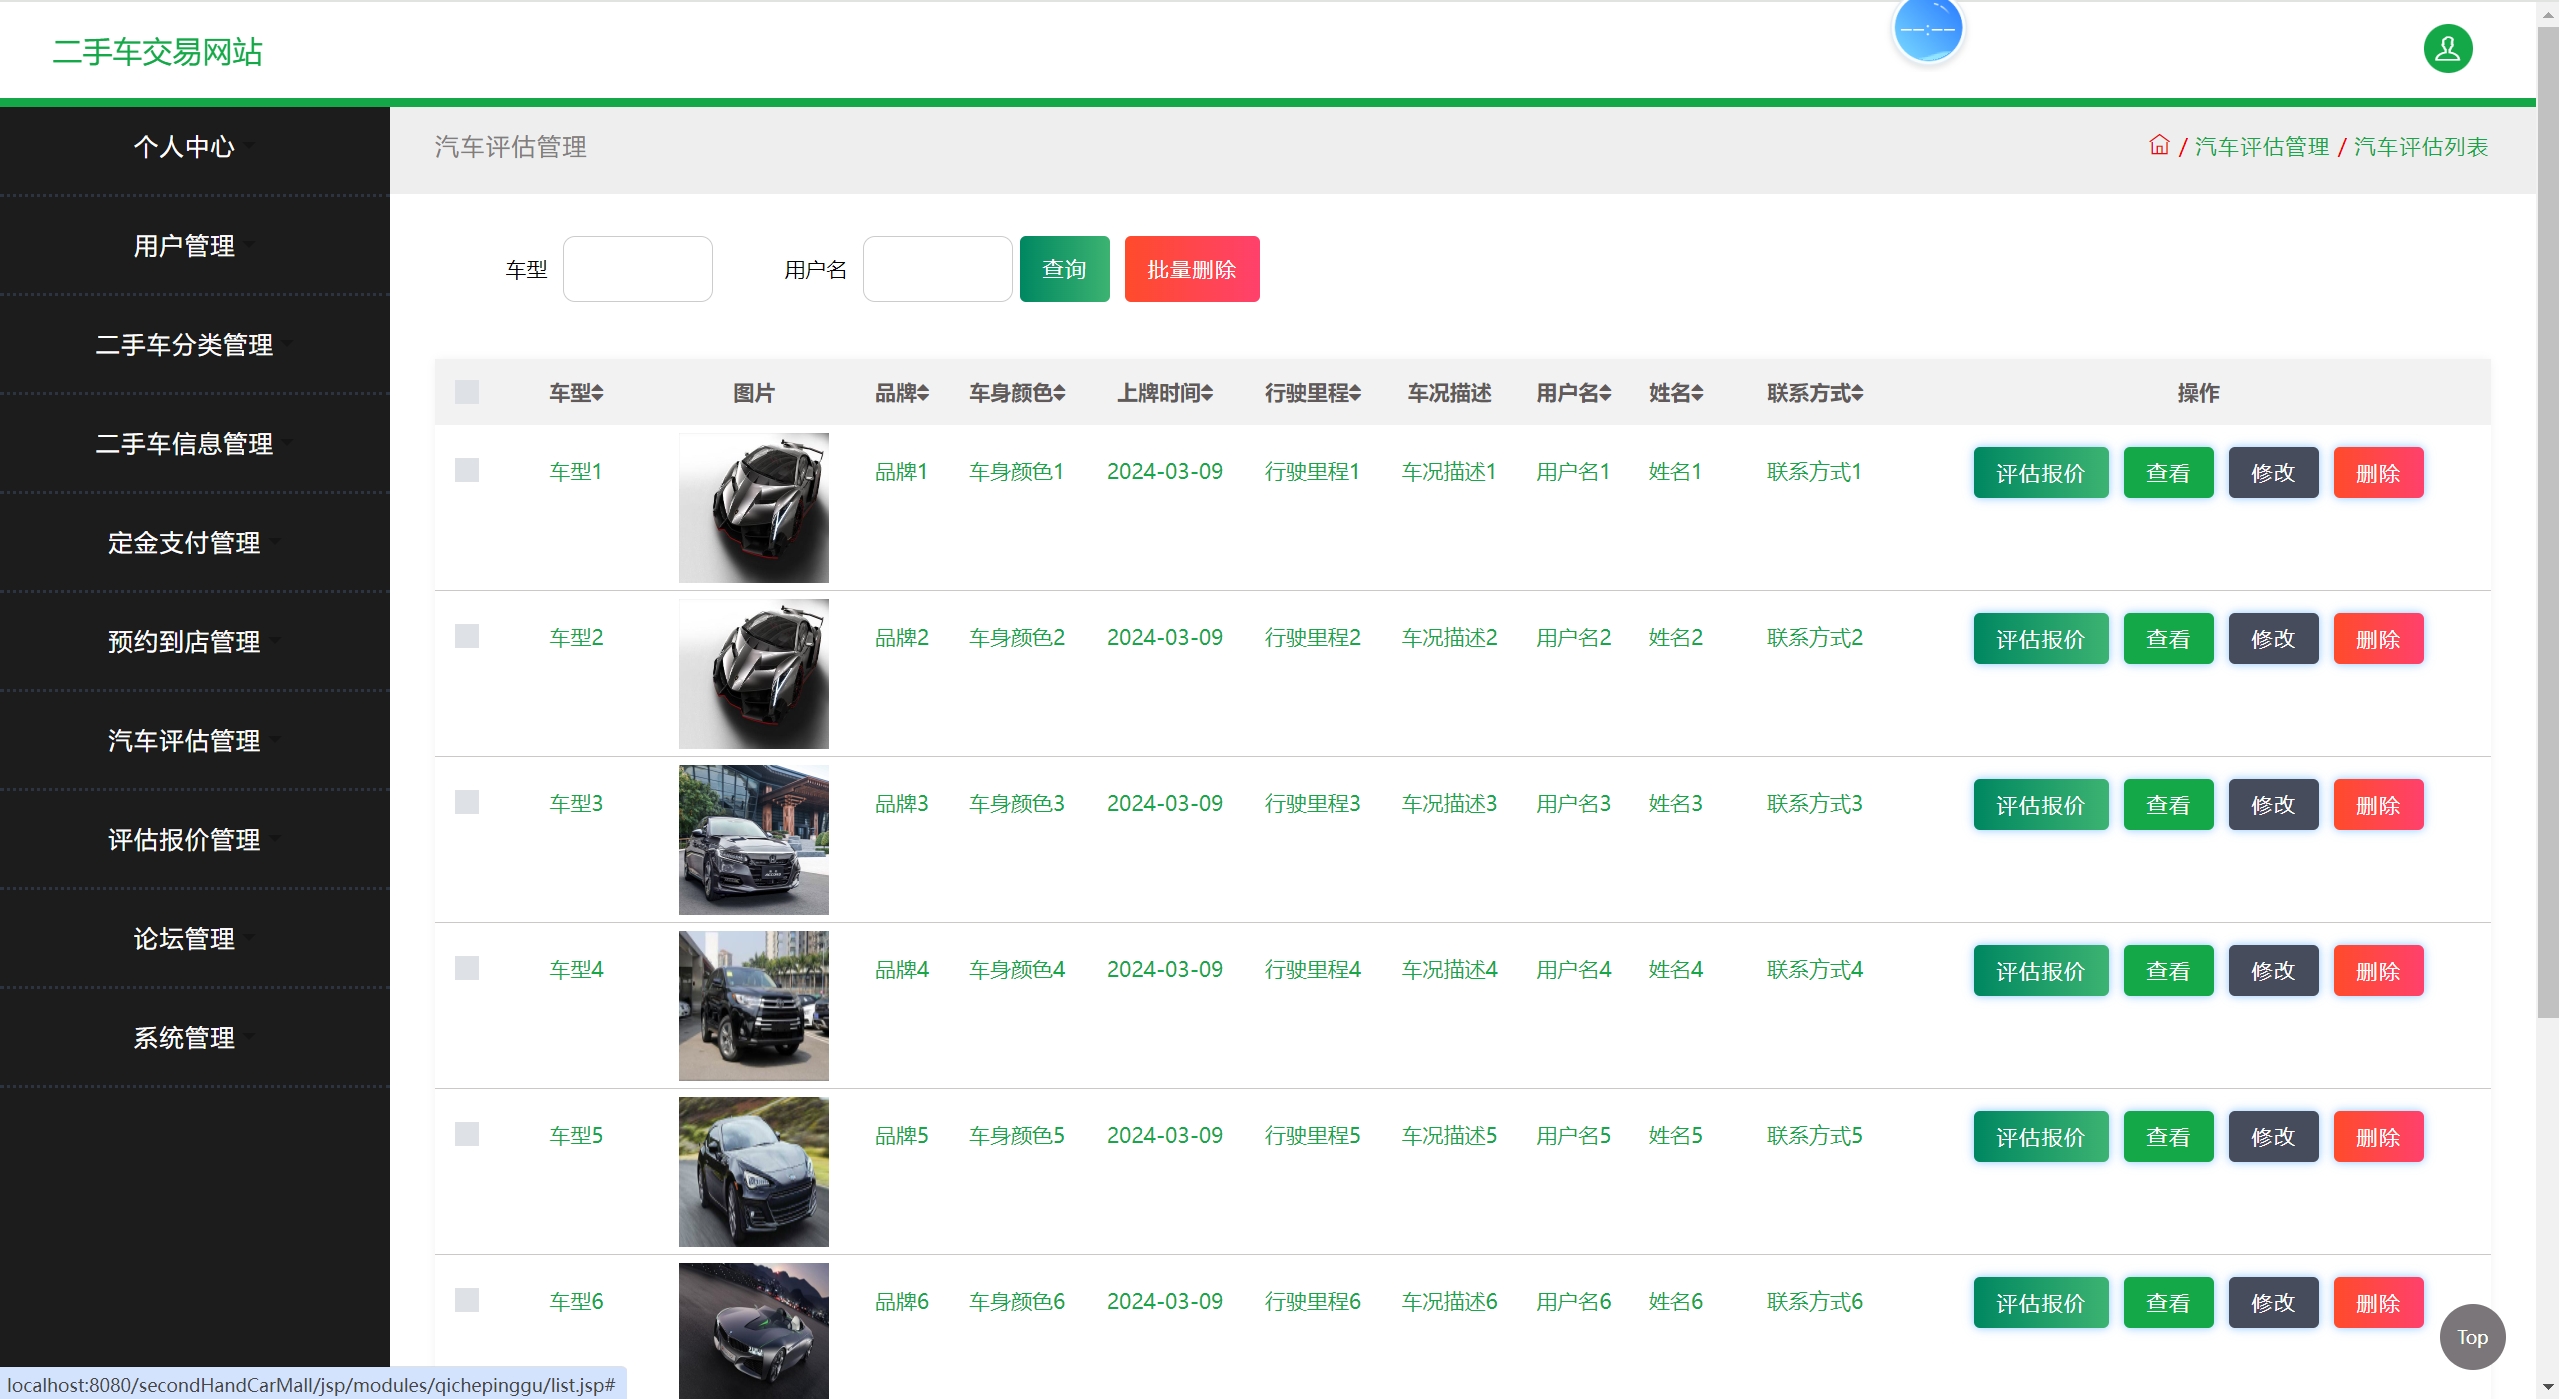 二手车交易网站
--:--
个人中心
用户管理
二手车分类管理
二手车信息管理
定金支付管理
预约到店管理
汽车评估管理
评估报价管理
论坛管理
系统管理
汽车评估管理
/ 汽车评估管理 / 汽车评估列表
车型 用户名 查询 批量删除
车型 图片 品牌 车身颜色 上牌时间 行驶里程 车况描述 用户名 姓名 联系方式 操作
车型1 品牌1 车身颜色1 2024-03-09 行驶里程1 车况描述1 用户名1 姓名1 联系方式1 评估报价 查看 修改 删除
车型2 品牌2 车身颜色2 2024-03-09 行驶里程2 车况描述2 用户名2 姓名2 联系方式2 评估报价 查看 修改 删除
车型3 品牌3 车身颜色3 2024-03-09 行驶里程3 车况描述3 用户名3 姓名3 联系方式3 评估报价 查看 修改 删除
车型4 品牌4 车身颜色4 2024-03-09 行驶里程4 车况描述4 用户名4 姓名4 联系方式4 评估报价 查看 修改 删除
车型5 品牌5 车身颜色5 2024-03-09 行驶里程5 车况描述5 用户名5 姓名5 联系方式5 评估报价 查看 修改 删除
车型6 品牌6 车身颜色6 2024-03-09 行驶里程6 车况描述6 用户名6 姓名6 联系方式6 评估报价 查看 修改 删除
Top
localhost:8080/secondHandCarMall/jsp/modules/qichepinggu/list.jsp#